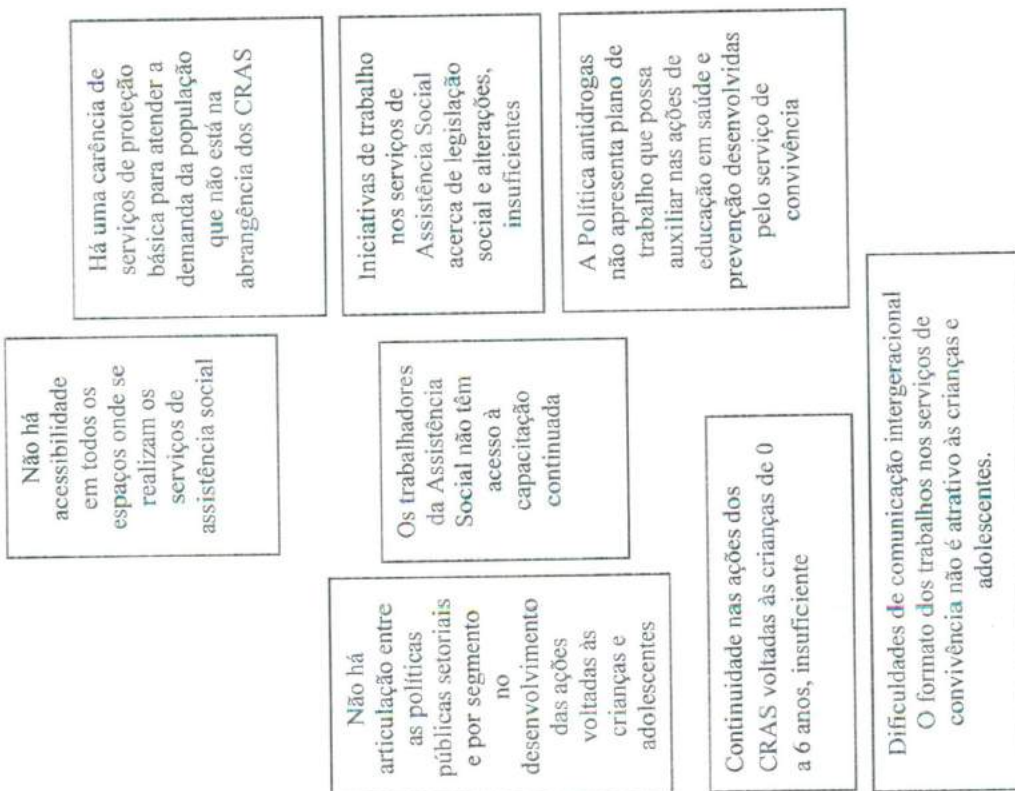 Não há
acessibilidade
em todos os
espaços onde se
realizam os
serviços de
assistência social
Há uma carência de
serviços de proteção
básica para atender a
demanda da população
que não está na
abrangência dos CRAS
Não há
articulação entre
as políticas
públicas setoriais
e por segmento
no
desenvolvimento
das ações
voltadas às
crianças e
adolescentes
Os trabalhadores
da Assistência
Social não têm
acesso à
capacitação
continuada
Iniciativas de trabalho
nos serviços de
Assistência Social
acerca de legislação
social e alterações,
insuficientes
Continuidade nas ações dos
CRAS voltadas às crianças de 0
a 6 anos, insuficiente
A Política antidrogas
não apresenta plano de
trabalho que possa
auxiliar nas ações de
educação em saúde e
prevenção desenvolvidas
pelo serviço de
convivência
Dificuldades de comunicação intergeracional
O formato dos trabalhos nos serviços de
convivência não é atrativo às crianças e
adolescentes.